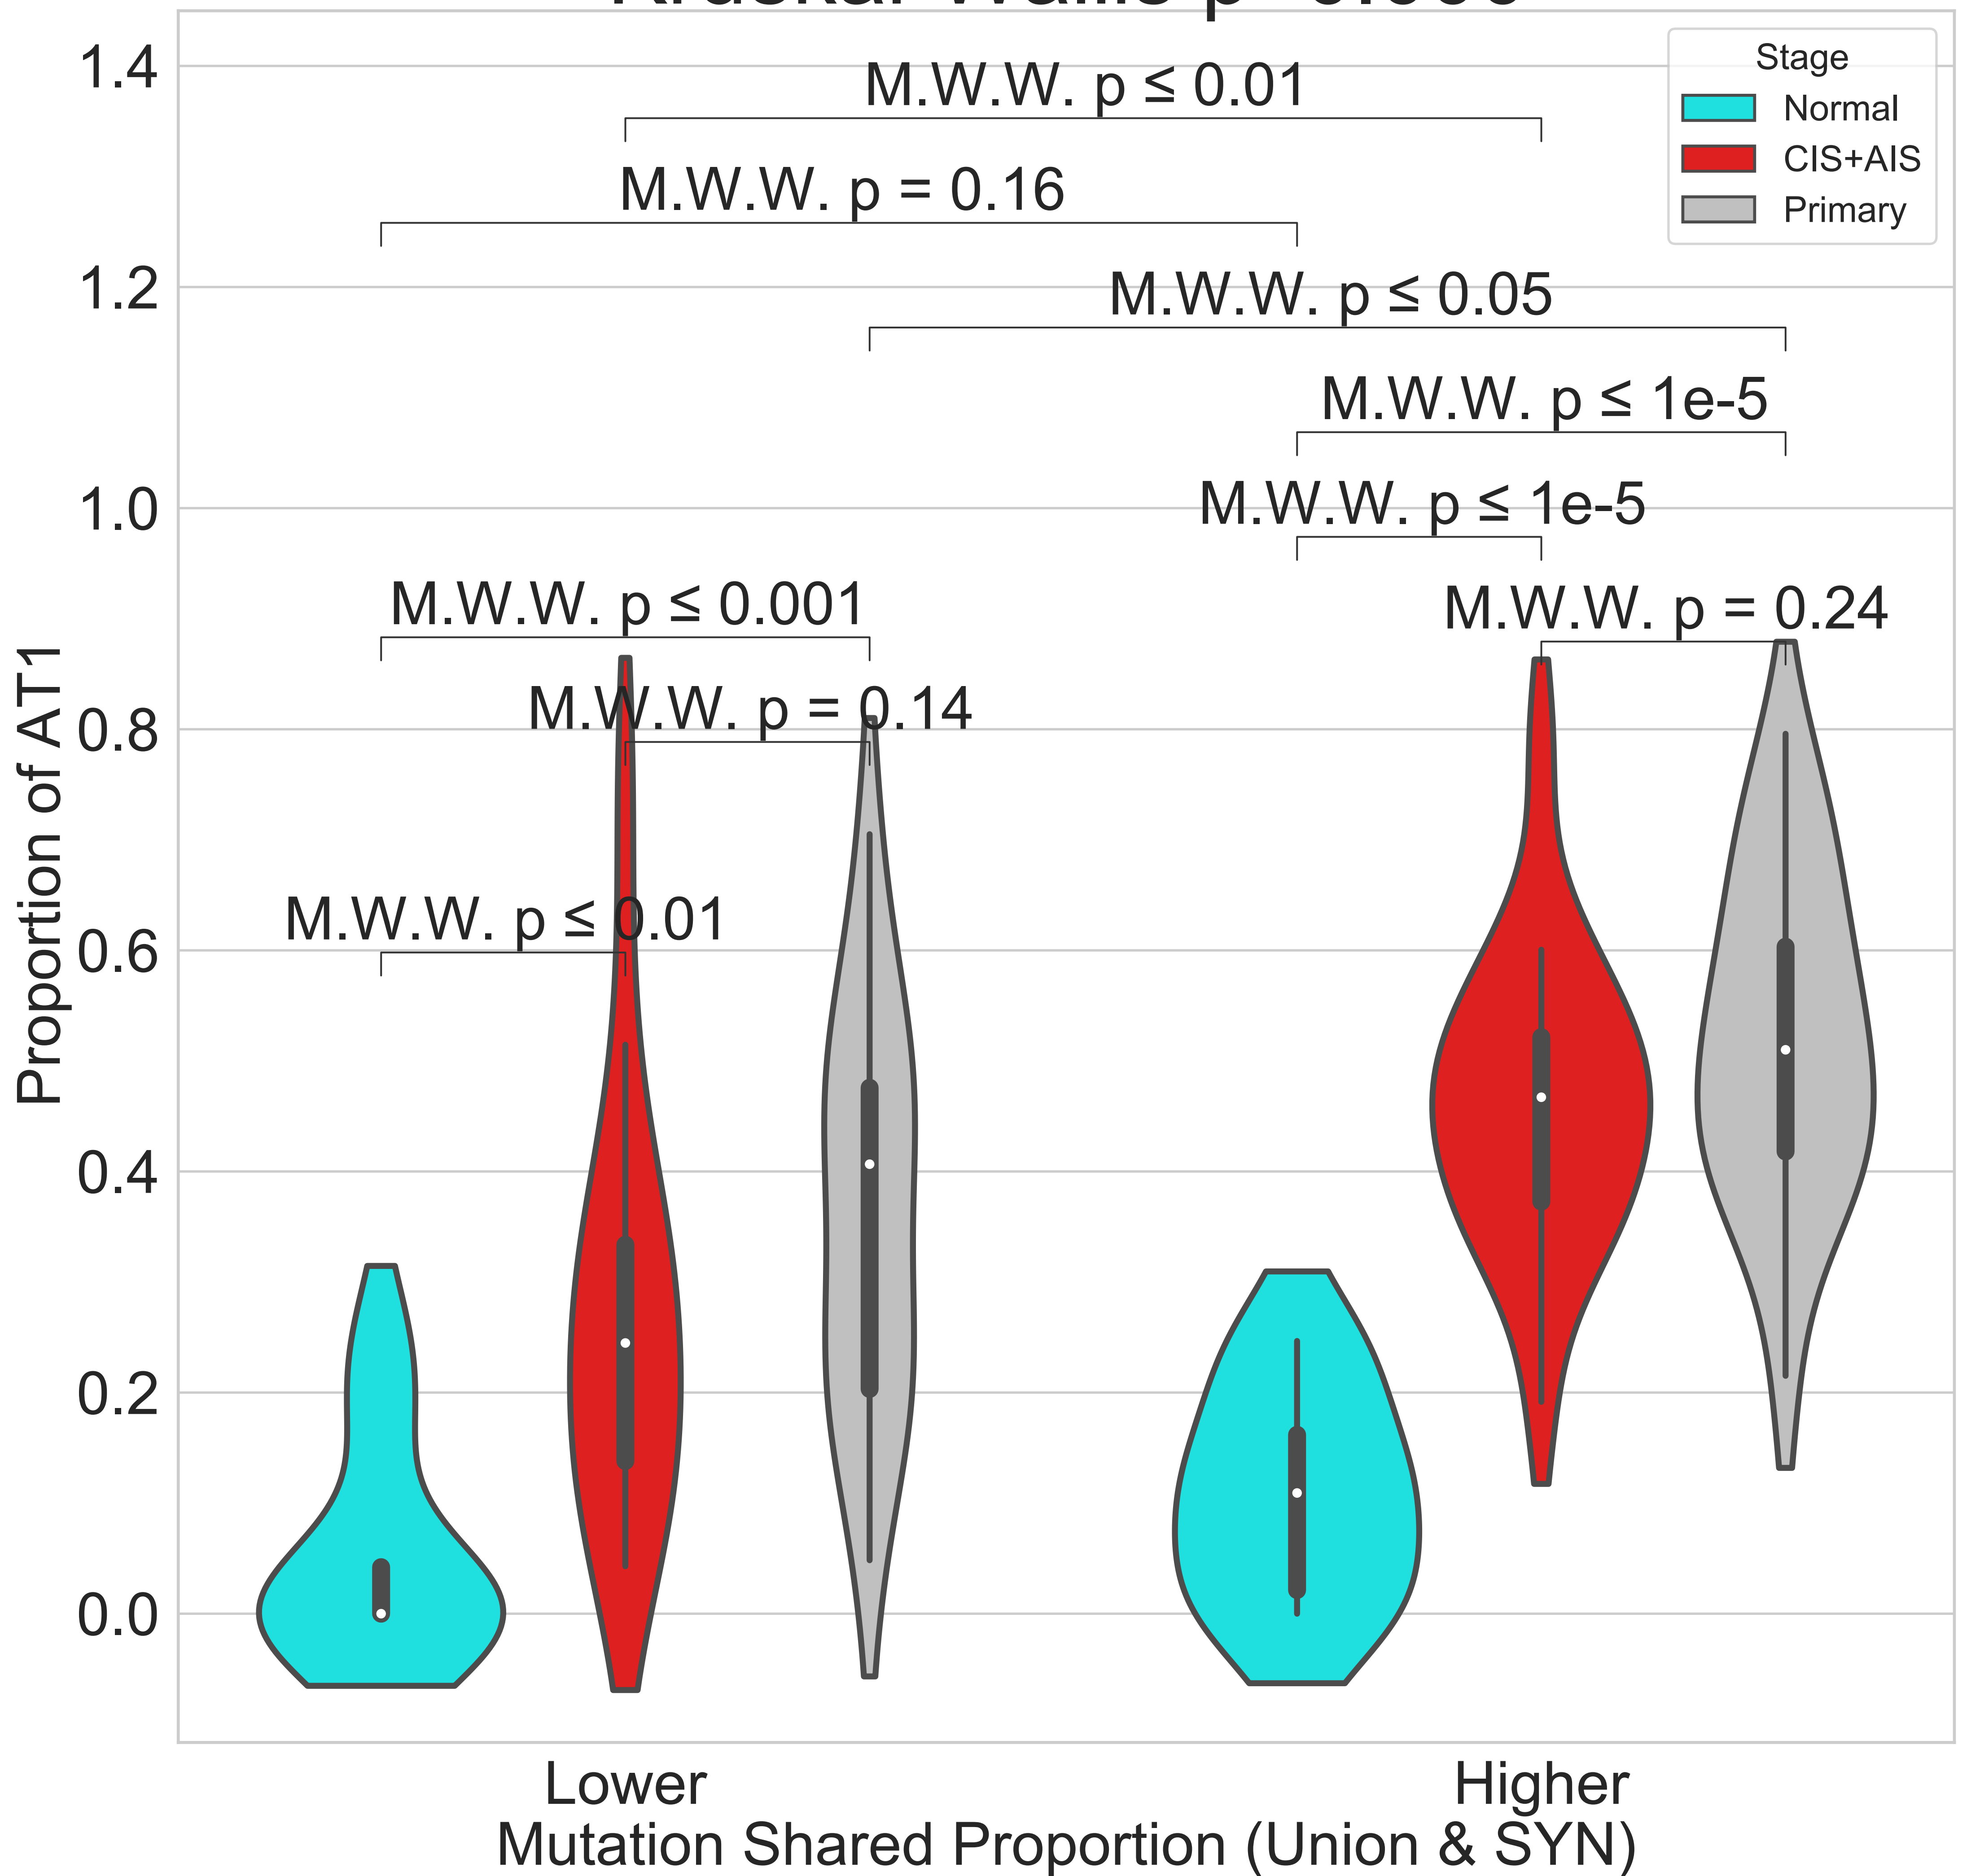 1.4
1.2
1.0
0.8
0.6
0.4
0.2
0.0
Proportion of AT1
M.W.W. p ≤ 0.01
M.W.W. p = 0.16
M.W.W. p ≤ 0.05
M.W.W. p ≤ 1e-5
M.W.W. p ≤ 1e-5
M.W.W. p ≤ 0.001
M.W.W. p = 0.24
M.W.W. p = 0.14
M.W.W. p ≤ 0.01
Stage
Normal
CIS+AIS
Primary
Lower
Higher
Mutation Shared Proportion (Union & SYN)